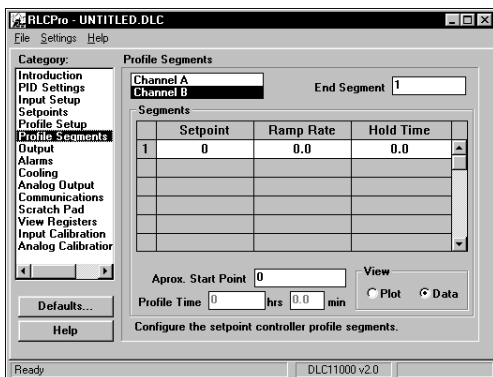 RLCPro - UNTITLED.DLC
File Settings Help
Category:
Introduction
PID Settings
Input Setup
Setpoints
Profile Setup
Profile Segments
Output
Alarms
Cooling
Analog Output
Communications
Scratch Pad
View Registers
Input Calibration
Analog Calibration
Defaults...
Help
Profile Segments
Channel A
Channel B
End Segment 1
Segments
Setpoint Ramp Rate Hold Time
1 0 0.0 0.0
Aprox. Start Point 0
Profile Time 0 hrs 0.0 min
View
Plot Data
Configure the setpoint controller profile segments.
Ready DLC11000 v2.0